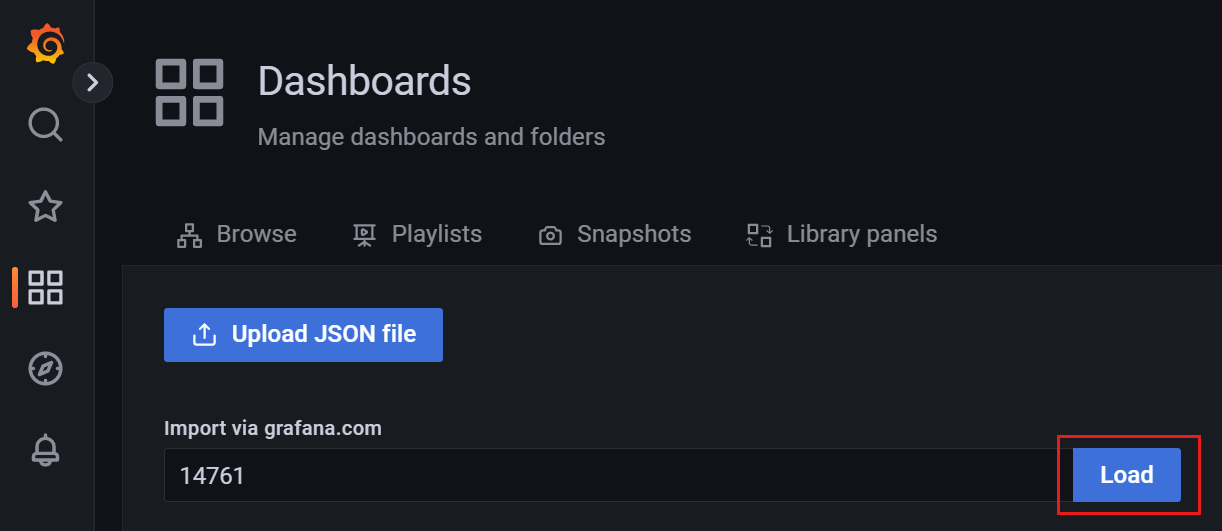 Dashboards
Manage dashboards and folders
Browse Playlists Snapshots Library panels
Upload JSON file
Import via grafana.com
14761 Load